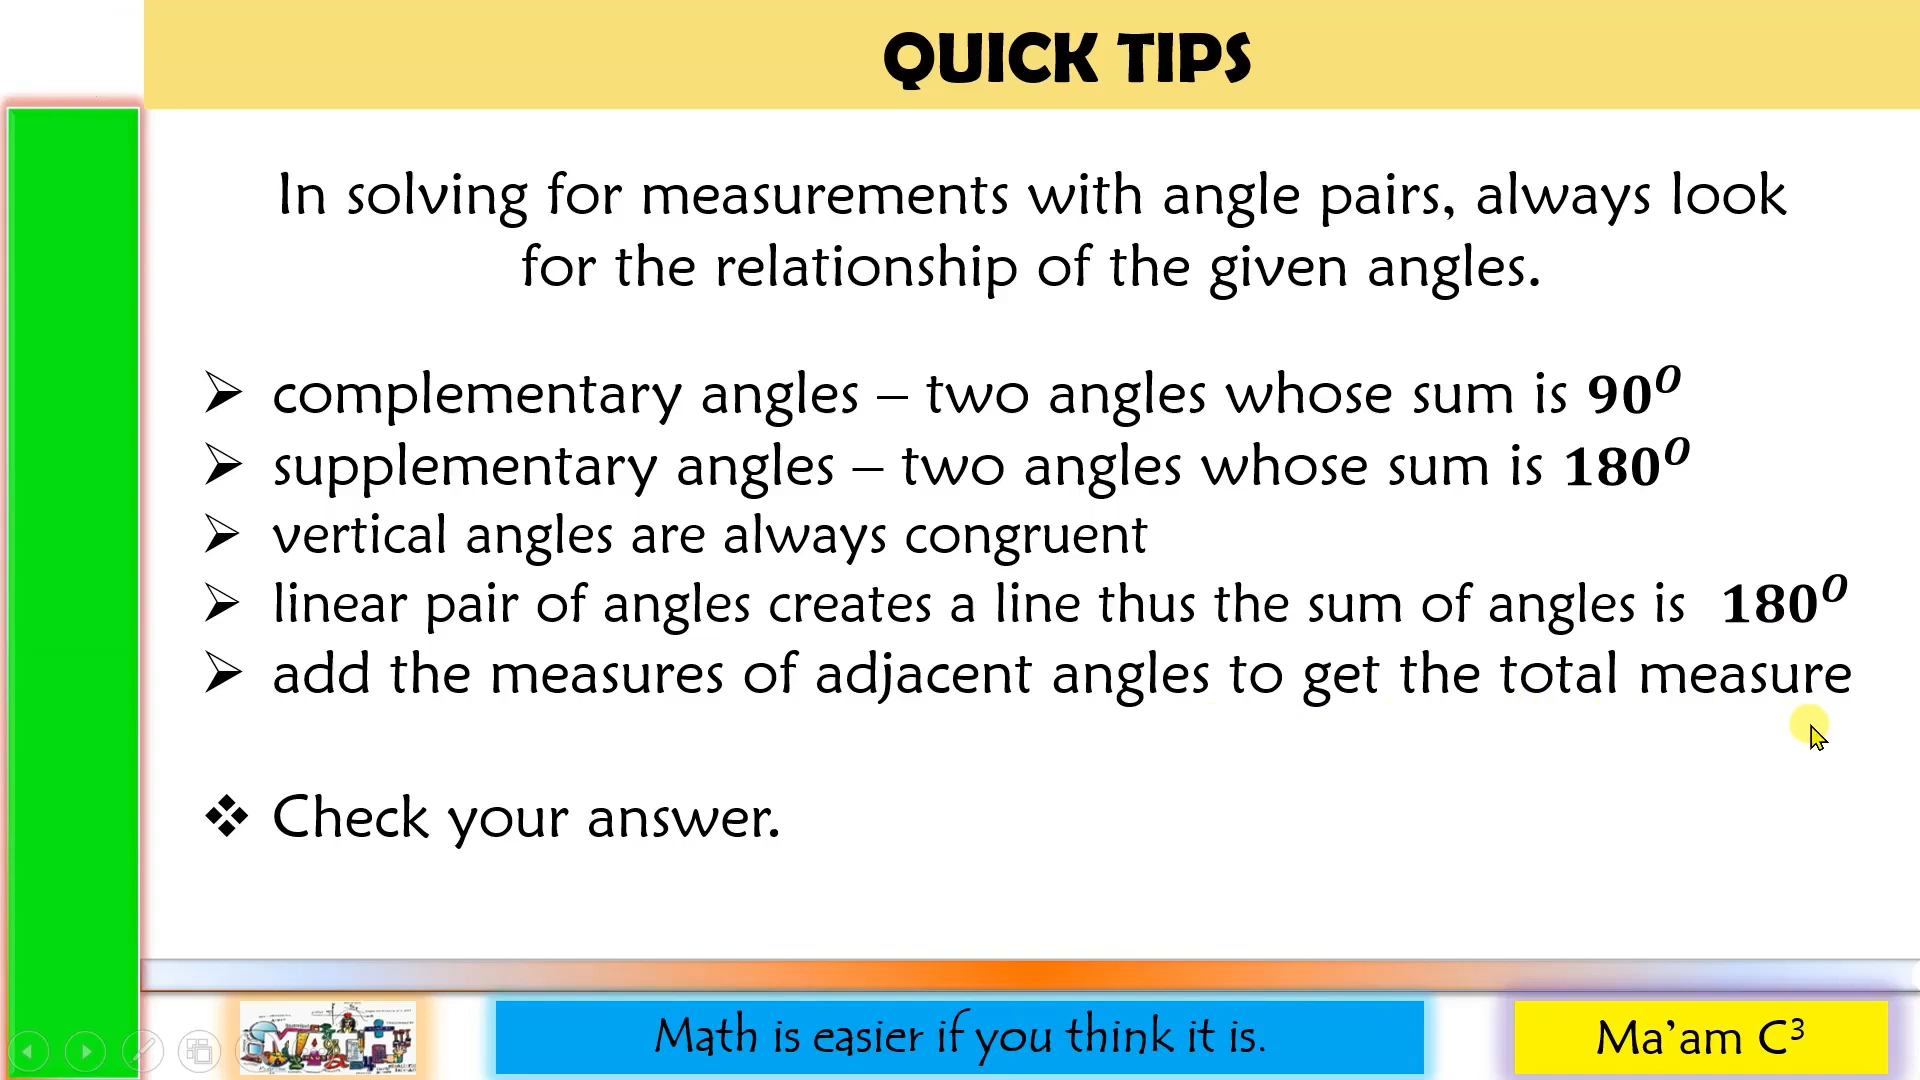 QUICK TIPS
In solving for measurements with angle pairs, always look
for the relationship of the given angles.
➢ complementary angles – two angles whose sum is 90⁰
➢ supplementary angles – two angles whose sum is 180⁰
➢ vertical angles are always congruent
➢ linear pair of angles creates a line thus the sum of angles is 180⁰
➢ add the measures of adjacent angles to get the total measure
❖ Check your answer.
MATH
Math is easier if you think it is.
Ma’am C³